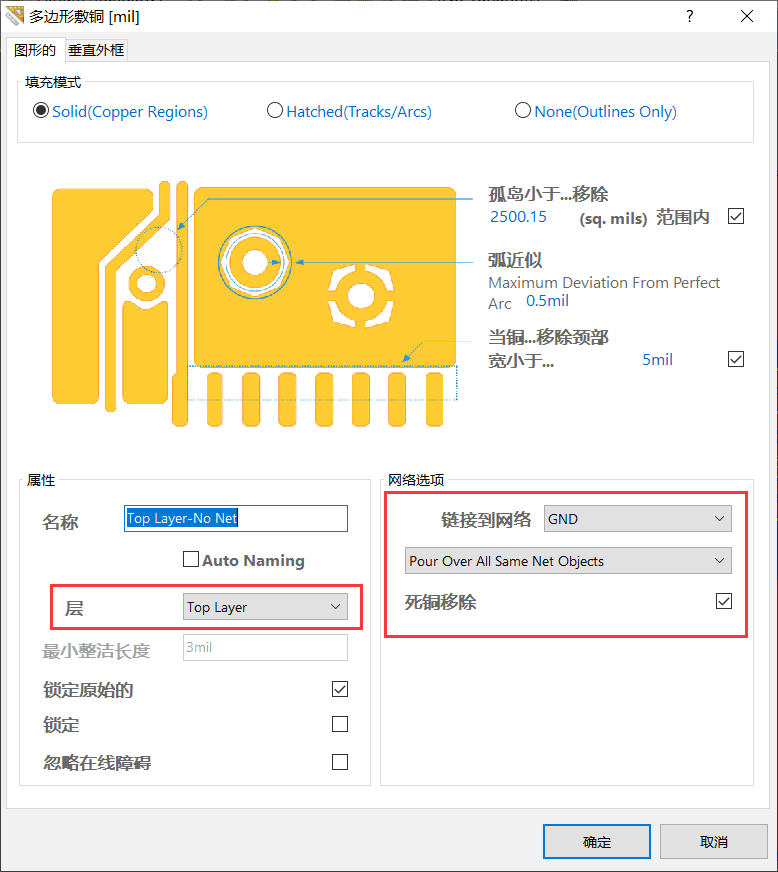 多边形敷铜 [mil]
图形的 垂直外框
填充模式
Solid(Copper Regions) Hatched(Tracks/Arcs) None(Outlines Only)
孤岛小于...移除
2500.15 (sq. mils) 范围内
弧近似
Maximum Deviation From Perfect
Arc 0.5mil
当铜...移除颈部
宽小于... 5mil
属性
名称 Top Layer-No Net
Auto Naming
层 Top Layer
最小整洁长度 3mil
锁定原始的
锁定
忽略在线障碍
网络选项
链接到网络 GND
Pour Over All Same Net Objects
死铜移除
确定 取消